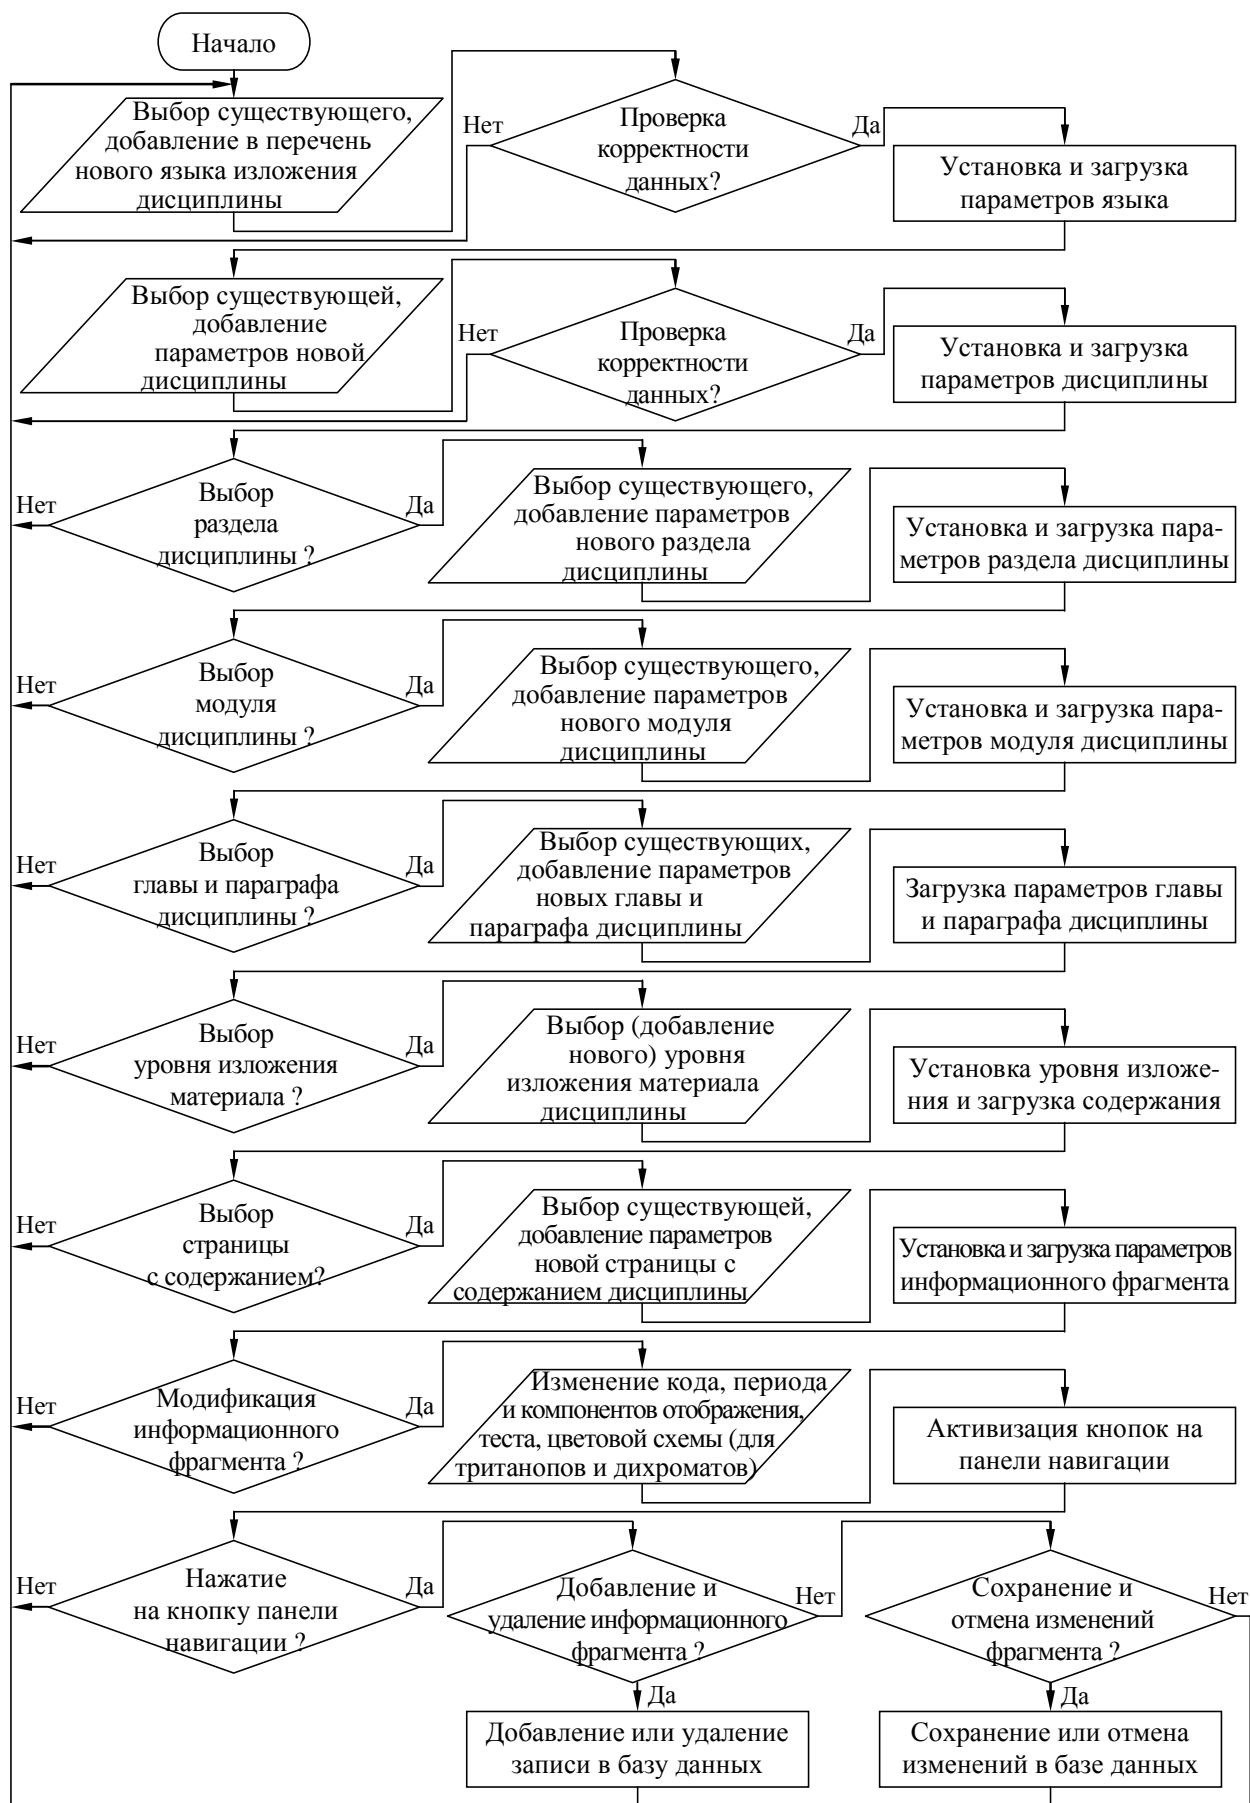 Начало
Выбор существующего,
добавление в перечень
нового языка изложения
дисциплины
Нет
Проверка
корректности
данных?
Да
Установка и загрузка
параметров языка
Выбор существующей,
добавление
параметров новой
дисциплины
Нет
Проверка
корректности
данных?
Да
Установка и загрузка
параметров дисциплины
Нет
Выбор
раздела
дисциплины ?
Да
Выбор существующего,
добавление параметров
нового раздела
дисциплины
Установка и загрузка пара-
метров раздела дисциплины
Нет
Выбор
модуля
дисциплины ?
Да
Выбор существующего,
добавление параметров
нового модуля
дисциплины
Установка и загрузка пара-
метров модуля дисциплины
Нет
Выбор
главы и параграфа
дисциплины ?
Да
Выбор существующих,
добавление параметров
новых главы и
параграфа дисциплины
Загрузка параметров главы
и параграфа дисциплины
Нет
Выбор
уровня изложения
материала ?
Да
Выбор (добавление
нового) уровня
изложения материала
дисциплины
Установка уровня изложе-
ния и загрузка содержания
Нет
Выбор
страницы
с содержанием?
Да
Выбор существующей,
добавление параметров
новой страницы с
содержанием дисциплины
Установка и загрузка параметров
информационного фрагмента
Нет
Модификация
информационного
фрагмента ?
Да
Изменение кода, периода
и компонентов отображения,
теста, цветовой схемы (для
тританопов и дихроматов)
Активизация кнопок на
панели навигации
Нет
Нажатие
на кнопку панели
навигации ?
Да
Добавление и
удаление информационного
фрагмента ?
Нет
Сохранение и
отмена изменений
фрагмента ?
Нет
Да
Да
Добавление или удаление
записи в базу данных
Сохранение или отмена
изменений в базе данных